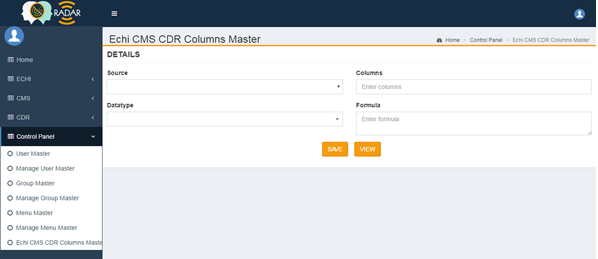 RADAR
Echi CMS CDR Columns Master
Home > Control Panel > Echi CMS CDR Columns Master
Home
ECHI
CMS
CDR
Control Panel
User Master
Manage User Master
Group Master
Manage Group Master
Menu Master
Manage Menu Master
Echi CMS CDR Columns Maste
DETAILS
Source
Columns
Enter columns
Datatype
Formula
Enter formula
SAVE VIEW